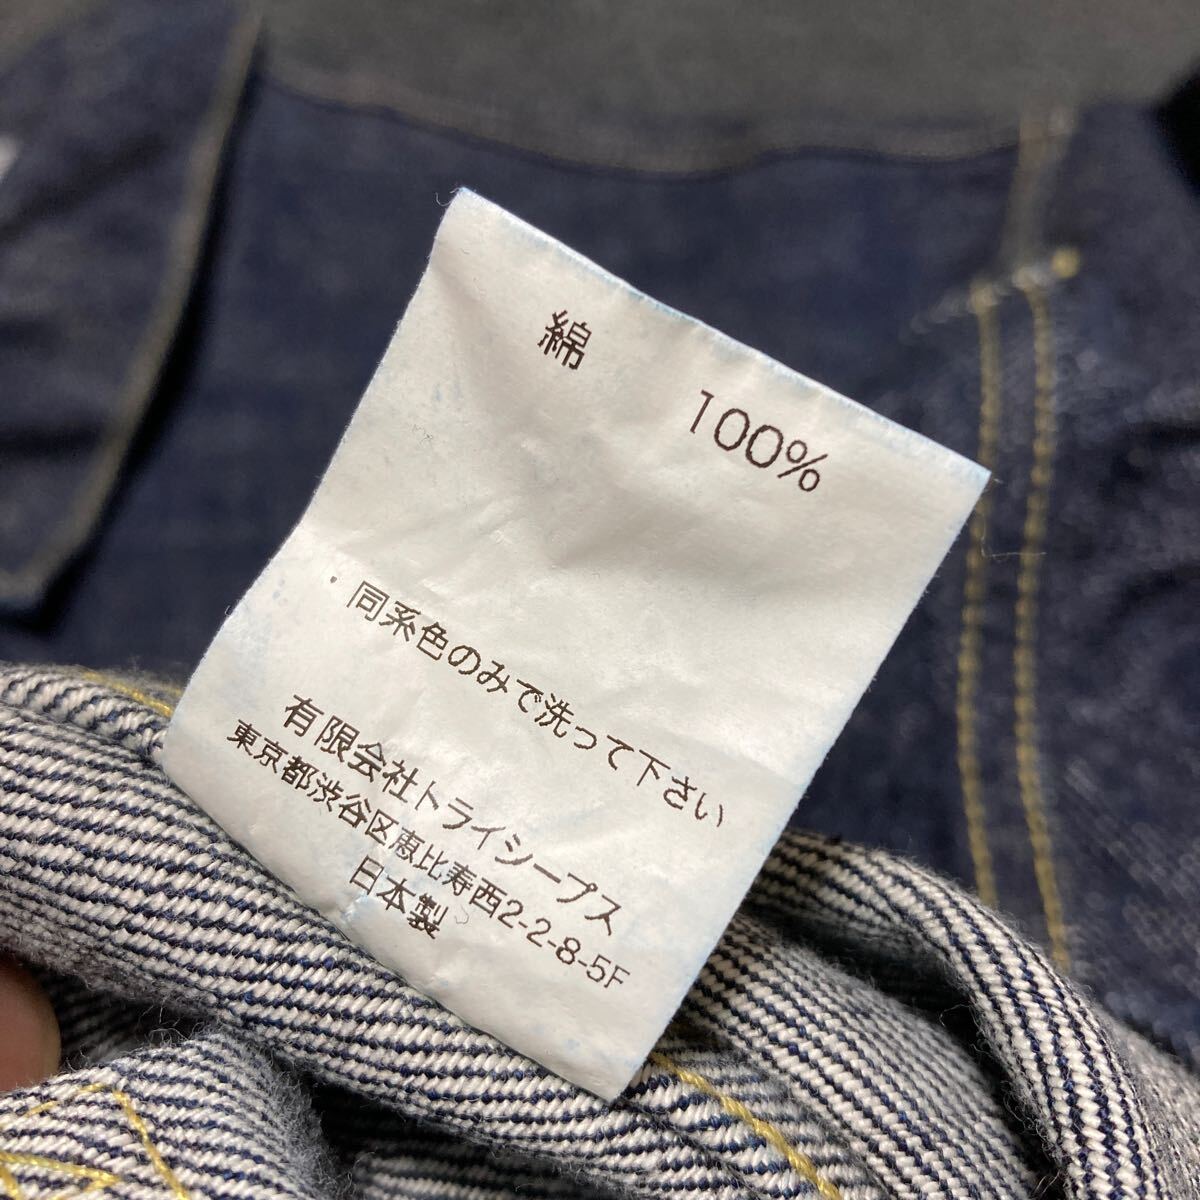 綿 100%
・同系色のみで洗って下さい
有限会社トライシープス
東京都渋谷区恵比寿西2-2-8-5F
日本製